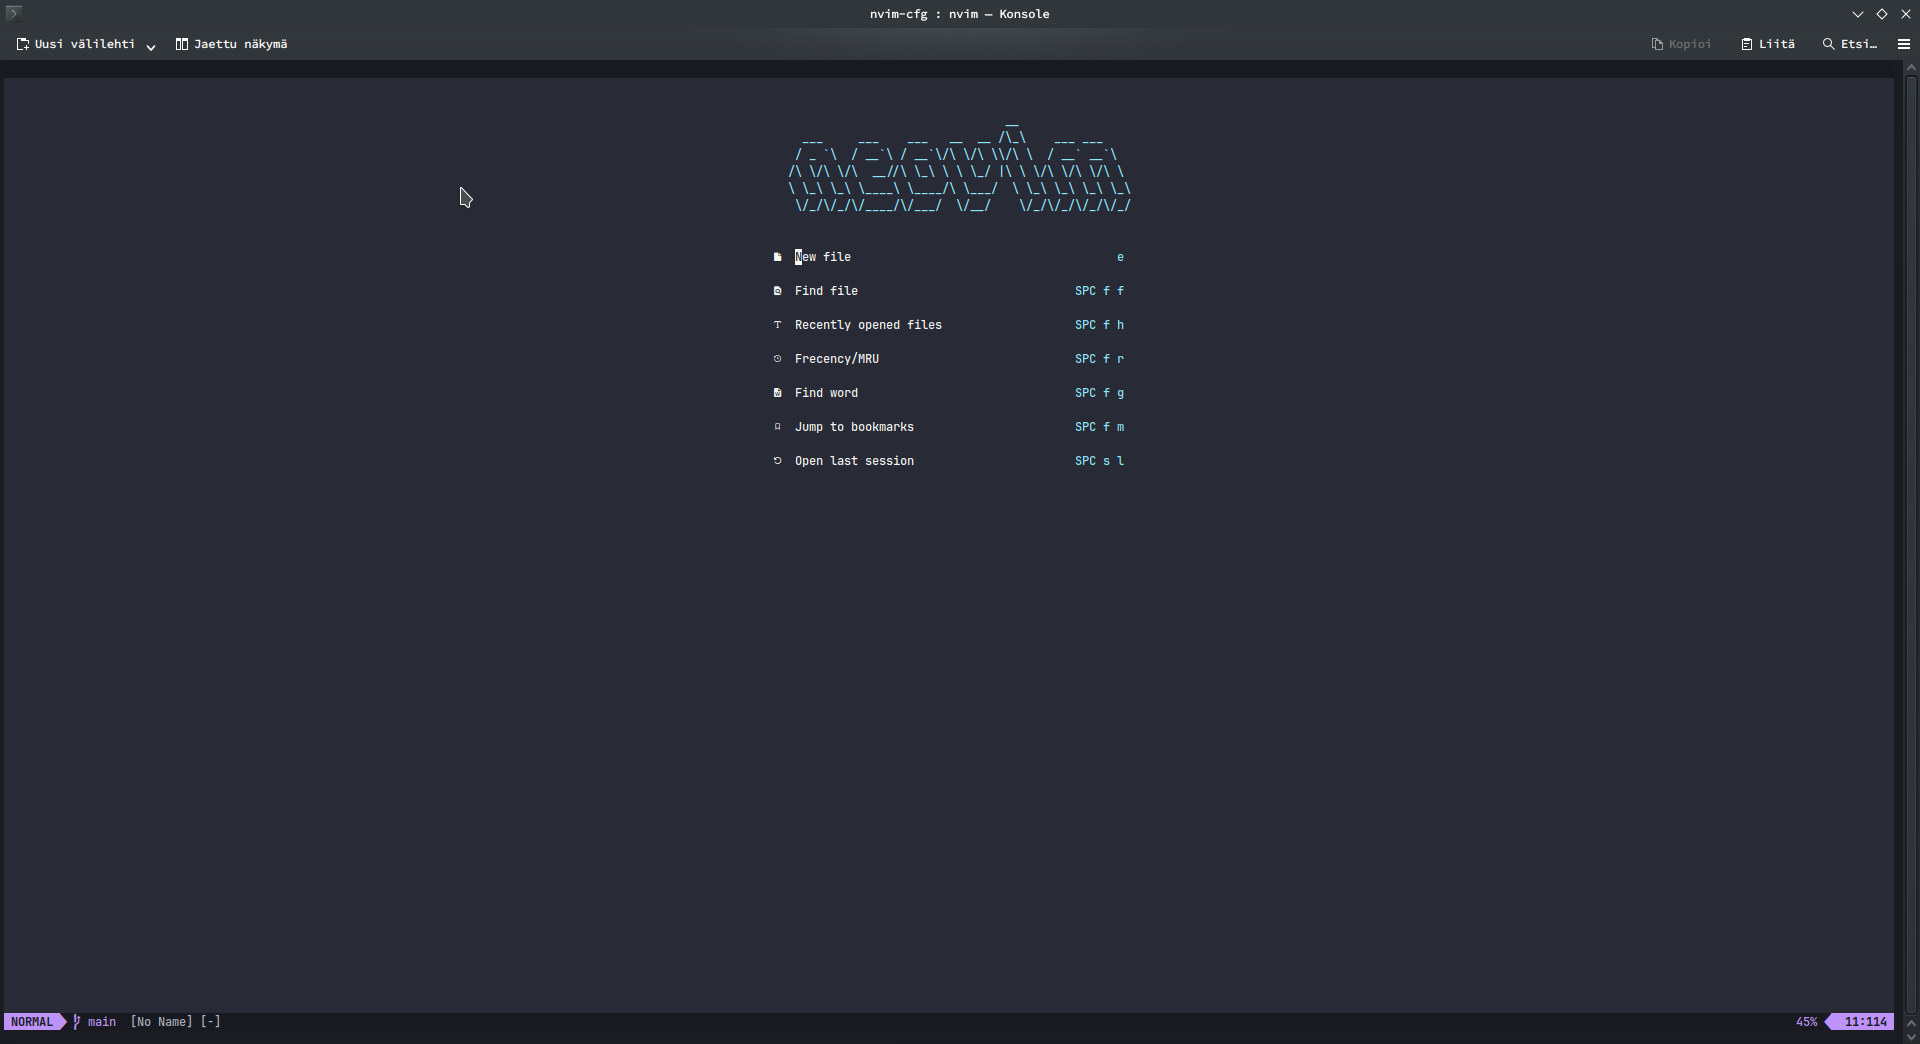 nvim-cfg : nvim — Konsole
Uusi välilehti Jaettu näkymä Kopioi Liitä Etsi…
neovim
New file e
Find file SPC f f
Recently opened files SPC f h
Frecency/MRU SPC f r
Find word SPC f g
Jump to bookmarks SPC f m
Open last session SPC s l
NORMAL main [No Name] [-] 45% 11:114